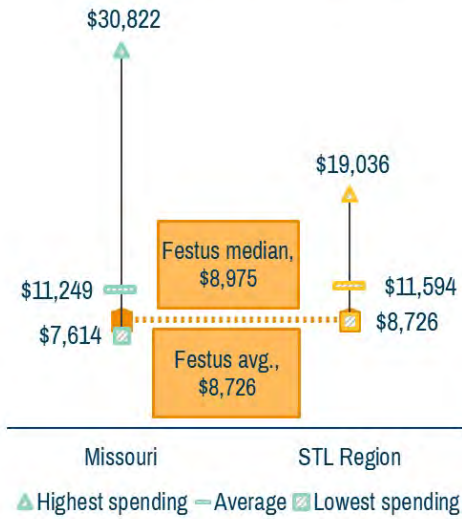 $30,822
$19,036
Festus median,
$8,975
$11,249
$11,594
$7,614
$8,726
Festus avg.,
$8,726
Missouri
STL Region
Highest spending
Average
Lowest spending